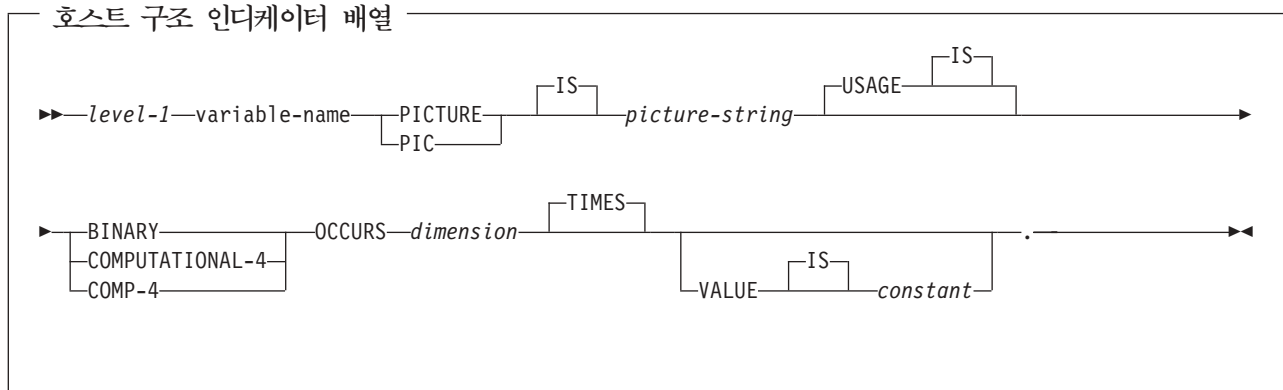 호스트 구조 인디케이터 배열
IS
IS
USAGE
level-1 variable-name PICTURE picture-string
PIC
TIMES
BINARY OCCURS dimension .
COMPUTATIONAL-4 IS
COMP-4 VALUE constant